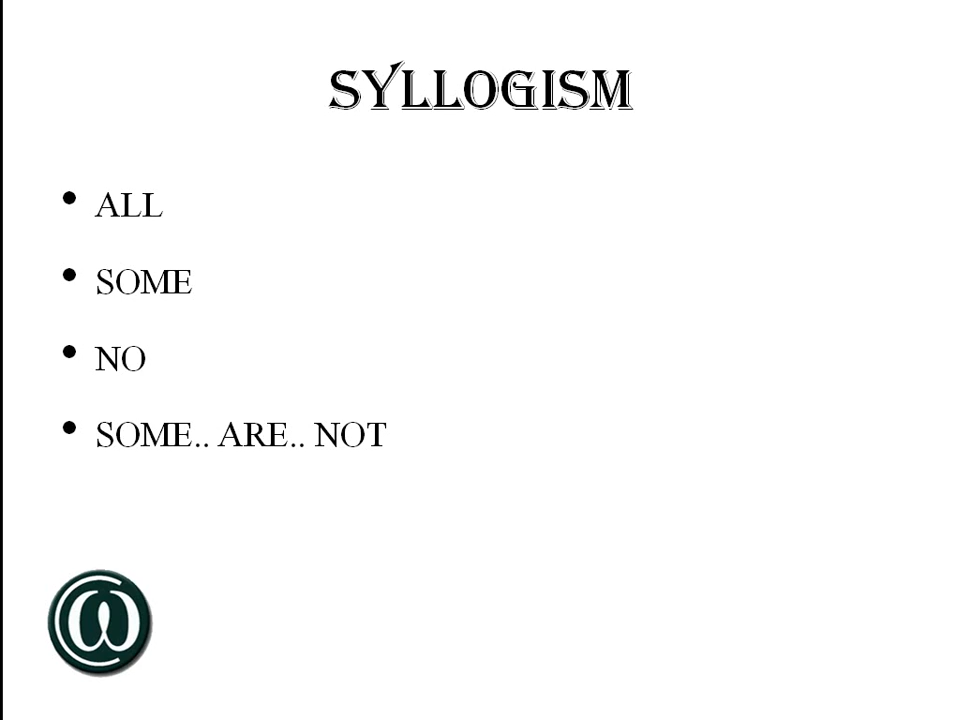 SYLLOGISM
• ALL
• SOME
• NO
• SOME.. ARE.. NOT